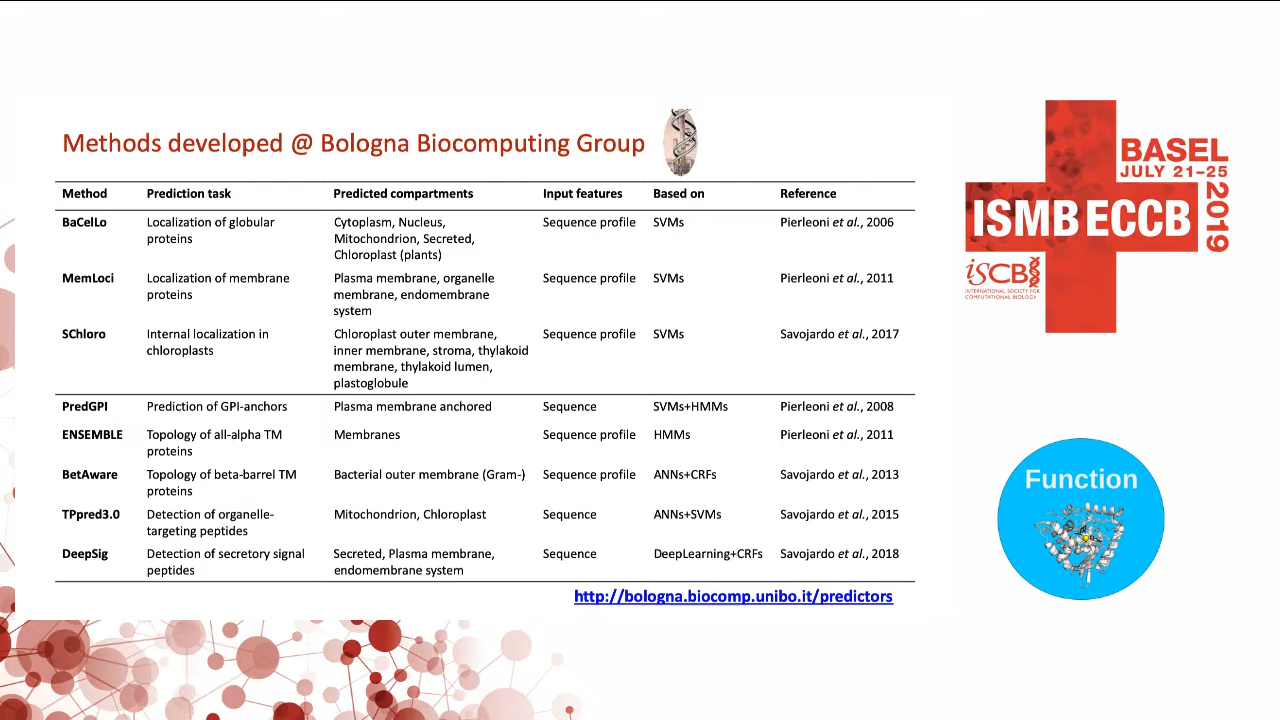 Methods developed @ Bologna Biocomputing Group
Method Prediction task Predicted compartments Input features Based on Reference
BaCelLo Localization of globular Cytoplasm, Nucleus, Sequence profile SVMs Pierleoni et al., 2006
proteins Mitochondrion, Secreted,
Chloroplast (plants)
MemLoci Localization of membrane Plasma membrane, organelle Sequence profile SVMs Pierleoni et al., 2011
proteins membrane, endomembrane
system
SChloro Internal localization in Chloroplast outer membrane, Sequence profile SVMs Savojardo et al., 2017
chloroplasts inner membrane, stroma, thylakoid
membrane, thylakoid lumen,
plastoglobule
PredGPI Prediction of GPI-anchors Plasma membrane anchored Sequence SVMs+HMMs Pierleoni et al., 2008
ENSEMBLE Topology of all-alpha TM Membranes Sequence profile HMMs Pierleoni et al., 2011
proteins
BetAware Topology of beta-barrel TM Bacterial outer membrane (Gram-) Sequence profile ANNs+CRFs Savojardo et al., 2013
proteins
TPpred3.0 Detection of organelle- Mitochondrion, Chloroplast Sequence ANNs+SVMs Savojardo et al., 2015
targeting peptides
DeepSig Detection of secretory signal Secreted, Plasma membrane, Sequence DeepLearning+CRFs Savojardo et al., 2018
peptides endomembrane system
http://bologna.biocomp.unibo.it/predictors
BASEL
JULY 21-25
2019
ISMB ECCB
iSCB
INTERNATIONAL SOCIETY FOR
COMPUTATIONAL BIOLOGY
Function